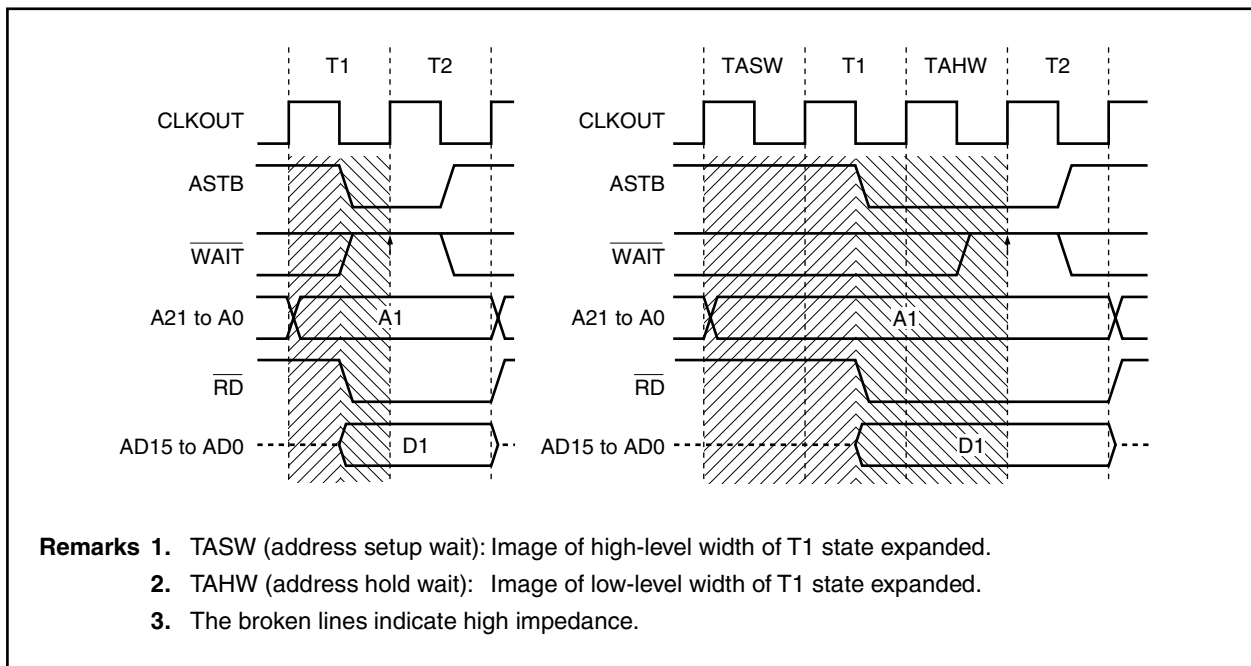 T1 T2
CLKOUT
ASTB
WAIT
A21 to A0 A1
RD
AD15 to AD0 D1
TASW T1 TAHW T2
CLKOUT
ASTB
WAIT
A21 to A0 A1
RD
AD15 to AD0 D1
Remarks 1. TASW (address setup wait): Image of high-level width of T1 state expanded.
2. TAHW (address hold wait): Image of low-level width of T1 state expanded.
3. The broken lines indicate high impedance.